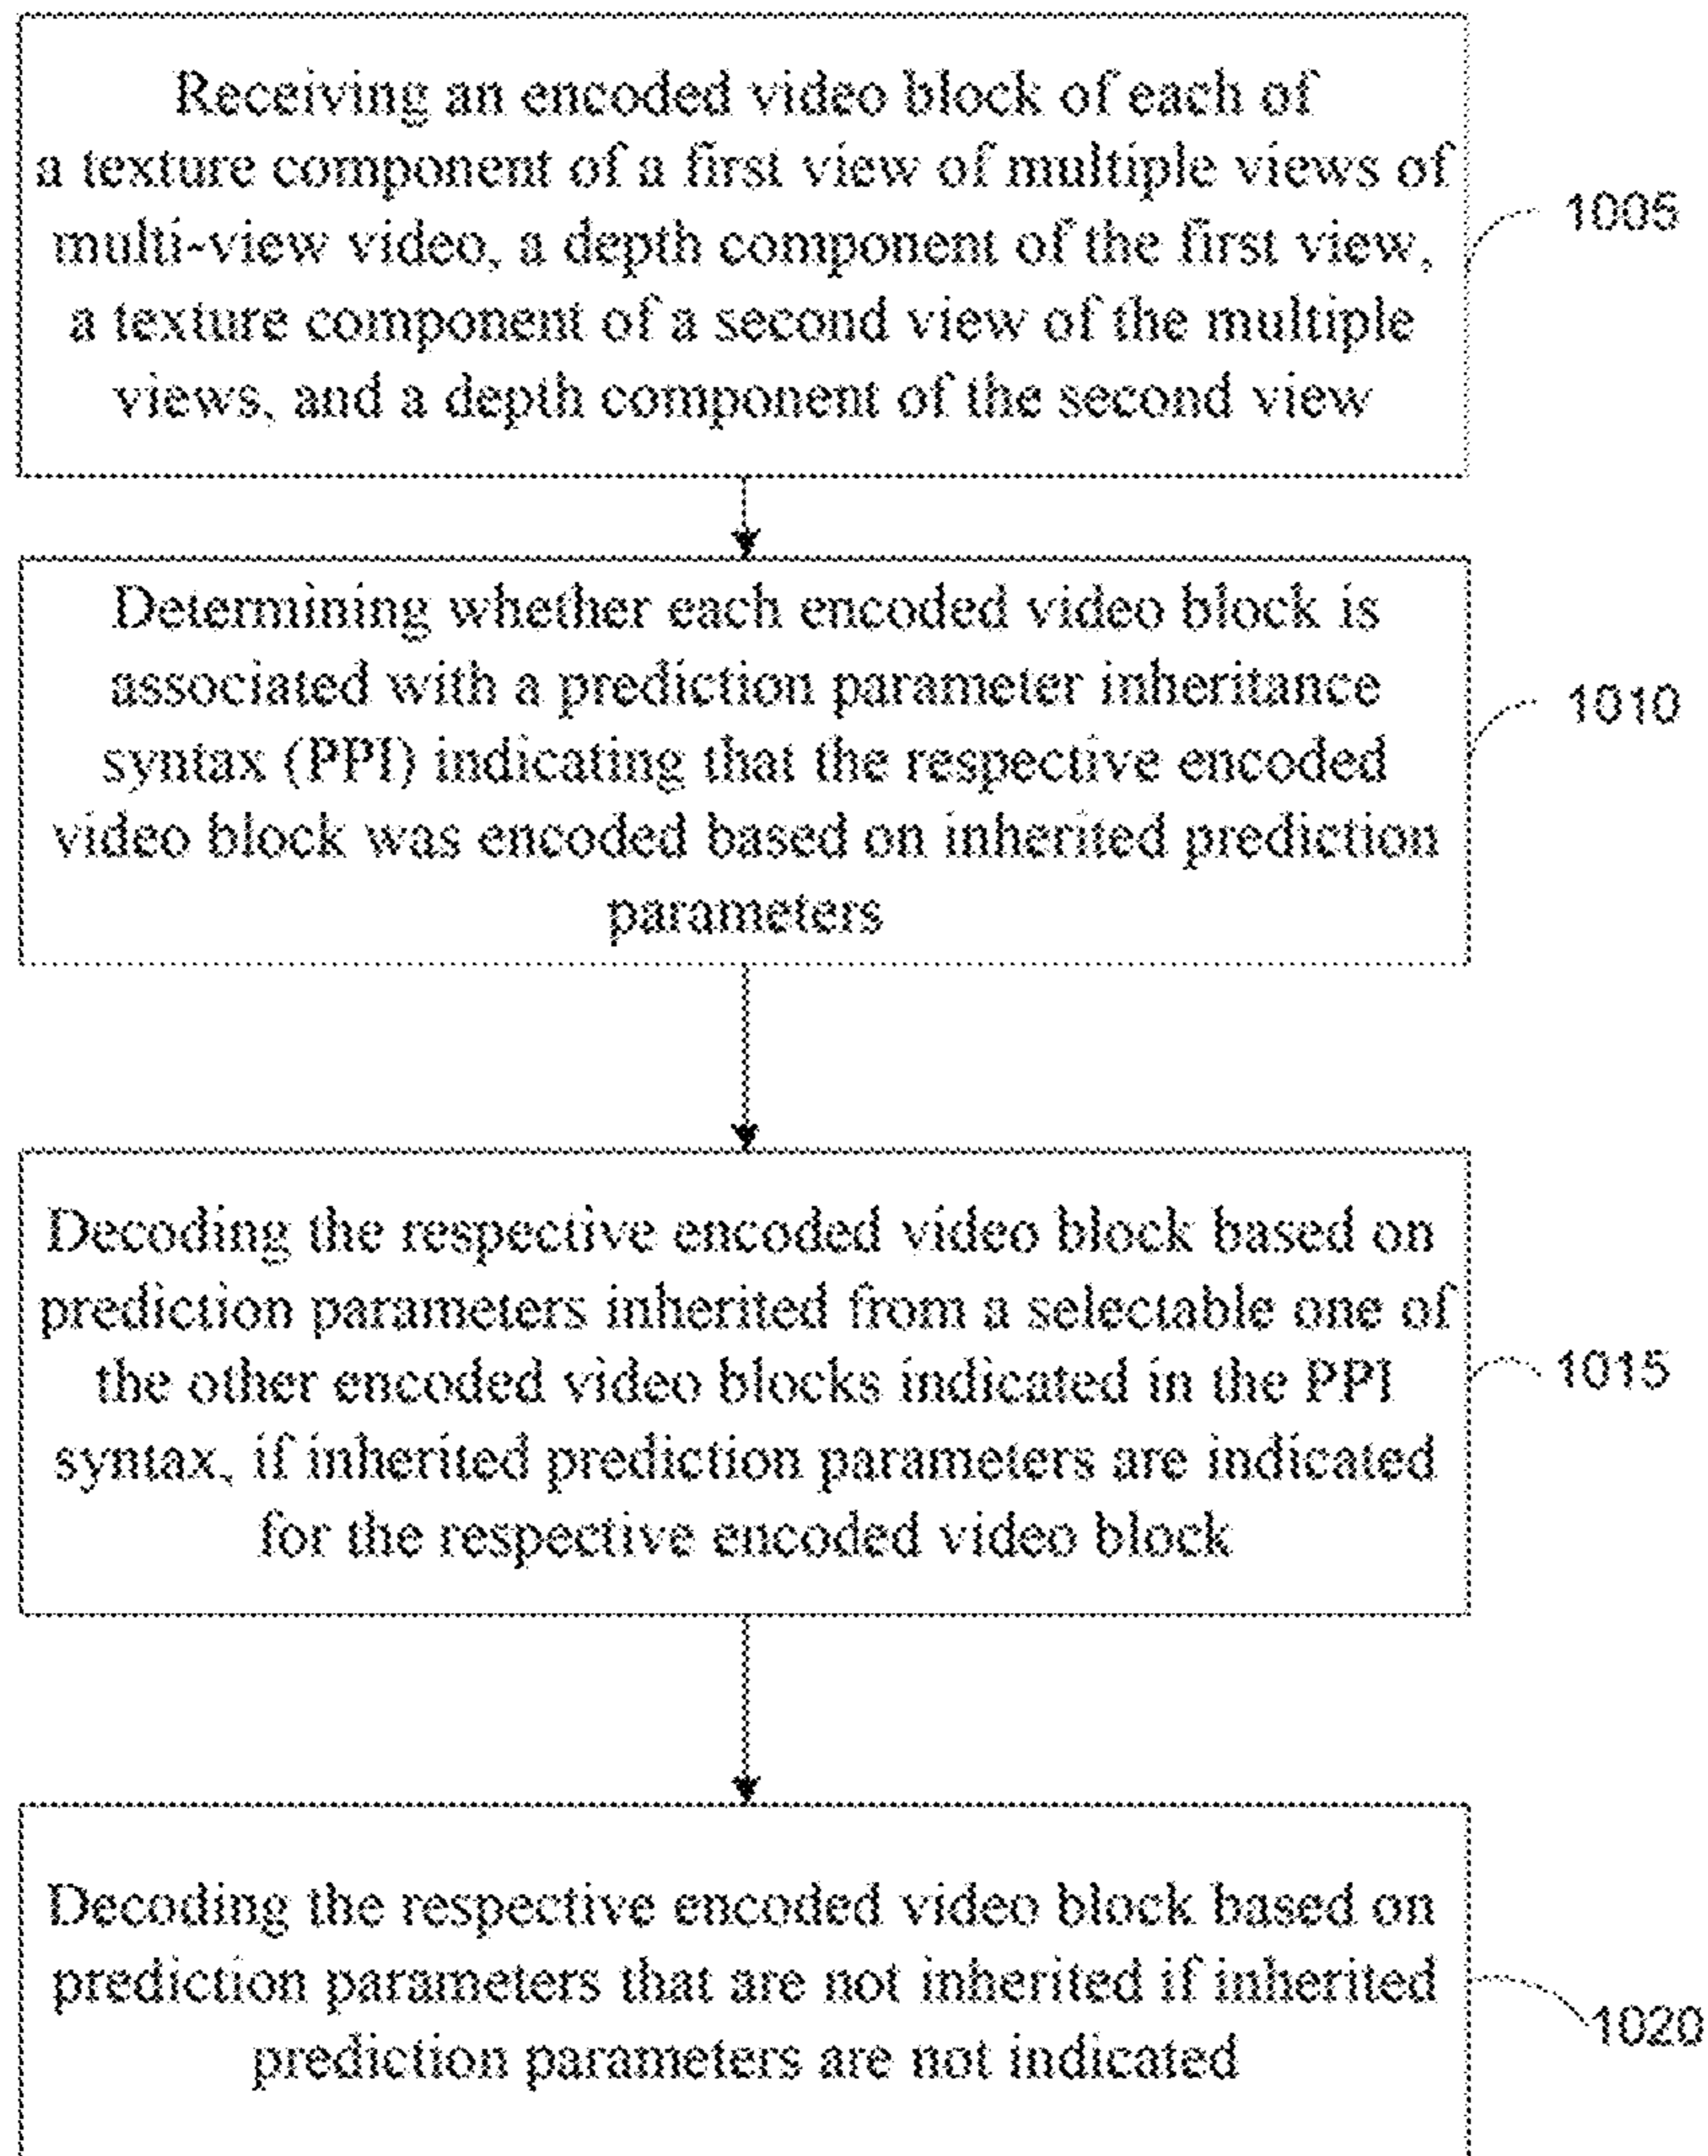 Receiving an encoded video block of each of
a texture component of a first view of multiple views of
multi-view video, a depth component of the first view,
a texture component of a second view of the multiple
views, and a depth component of the second view
1005
Determining whether each encoded video block is
associated with a prediction parameter inheritance
syntax (PPI) indicating that the respective encoded
video block was encoded based on inherited prediction
parameters
1010
Decoding the respective encoded video block based on
prediction parameters inherited from a selectable one of
the other encoded video blocks indicated in the PPI
syntax, if inherited prediction parameters are indicated
for the respective encoded video block
1015
Decoding the respective encoded video block based on
prediction parameters that are not inherited if inherited
prediction parameters are not indicated
1020